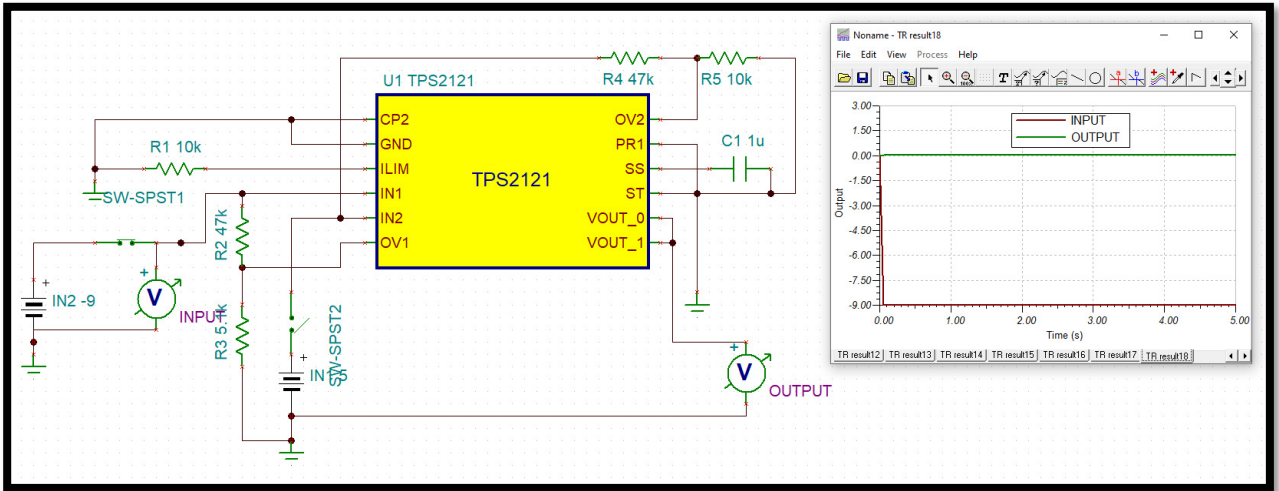 U1 TPS2121
R4 47k
R5 10k
CP2
GND
ILIM
IN1
IN2
OV1
TPS2121
OV2
PR1
SS
ST
VOUT_0
VOUT_1
C1 1u
R1 10k
SW-SPST1
R2 47k
+
IN2 -9
+
V
INPUT
R3
SW-SPST2
+
+
V
OUTPUT
Noname - TR result18
File Edit View Process Help
T
a
b
3.00
1.50
0.00
-1.50
-3.00
-4.50
-6.00
-7.50
-9.00
Output
INPUT
OUTPUT
0.00 1.00 2.00 3.00 4.00 5.00
Time (s)
TR result12 TR result13 TR result14 TR result15 TR result16 TR result17 TR result18